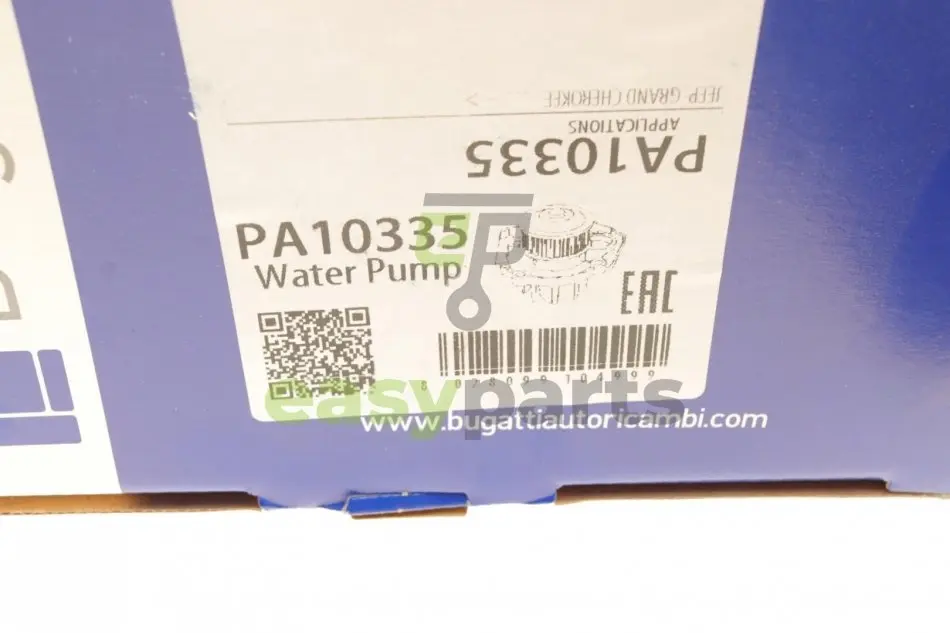 JEEP GRAND CHEROKEE >
APPLICATIONS
PA10335
PA10335
Water Pump
EAC
easyparts
www.bugattiautoricambi.com